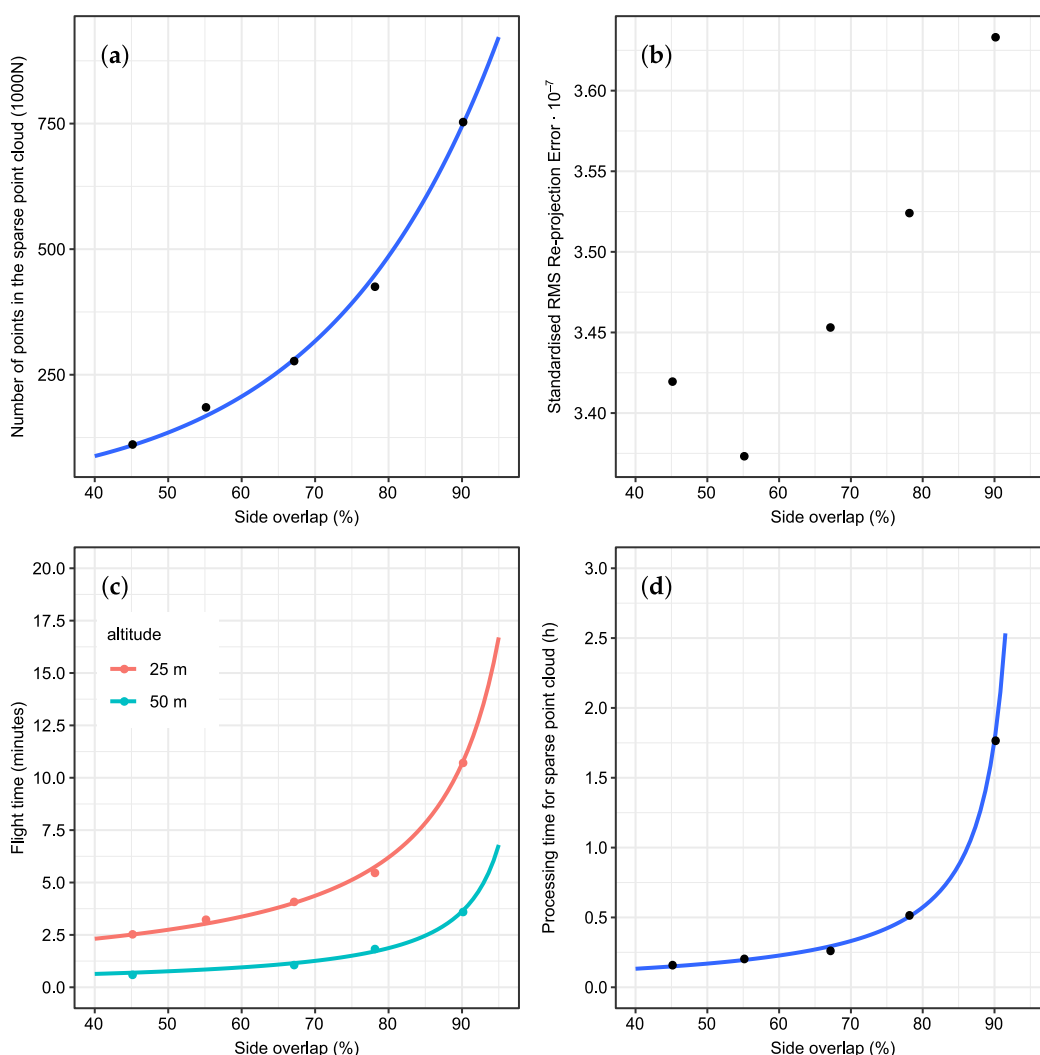 (a)
Number of points in the sparse point cloud (1000N)
750
500
250
40 50 60 70 80 90
Side overlap (%)
(b)
Standardised RMS Re-projection Error · 10⁻⁷
3.60
3.55
3.50
3.45
3.40
40 50 60 70 80 90
Side overlap (%)
(c)
Flight time (minutes)
20.0
17.5
15.0
12.5
10.0
7.5
5.0
2.5
0.0
altitude
25 m
50 m
40 50 60 70 80 90
Side overlap (%)
(d)
Processing time for sparse point cloud (h)
3.0
2.5
2.0
1.5
1.0
0.5
0.0
40 50 60 70 80 90
Side overlap (%)